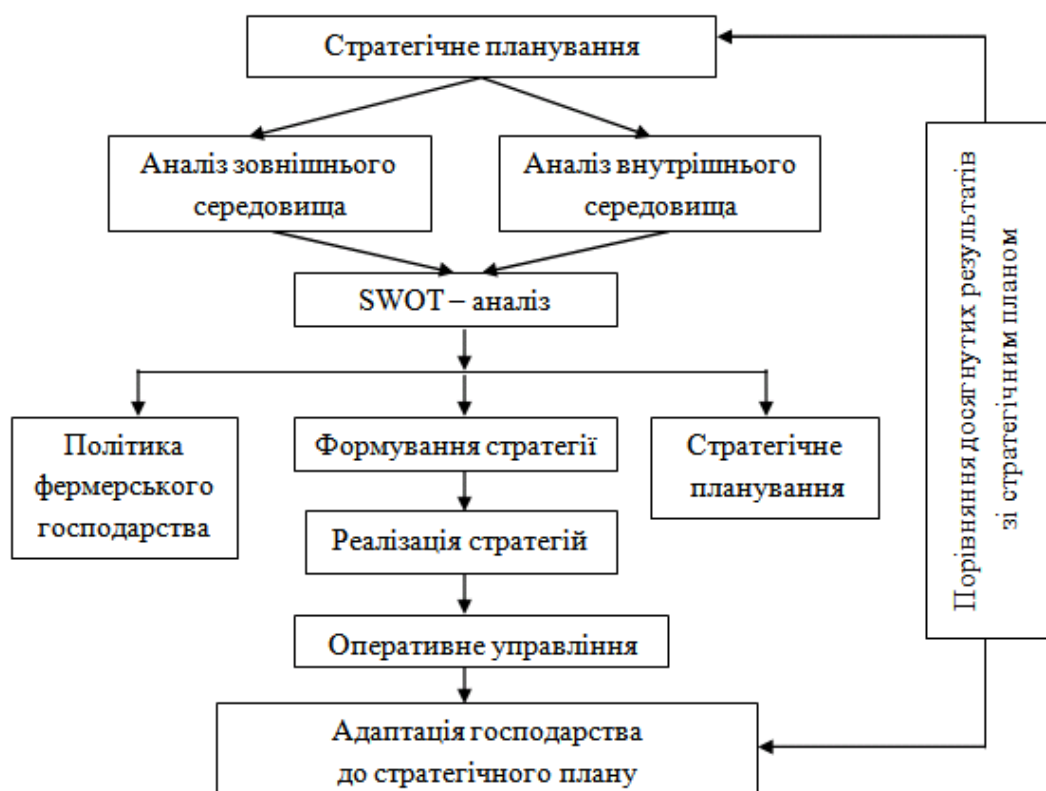 Стратегічне планування
Аналіз зовнішнього
середовища
Аналіз внутрішнього
середовища
SWOT – аналіз
Політика
фермерського
господарства
Формування стратегії
Стратегічне
планування
Реалізація стратегій
Оперативне управління
Адаптація господарства
до стратегічного плану
Порівняння досягнутих результатів
зі стратегічним планом